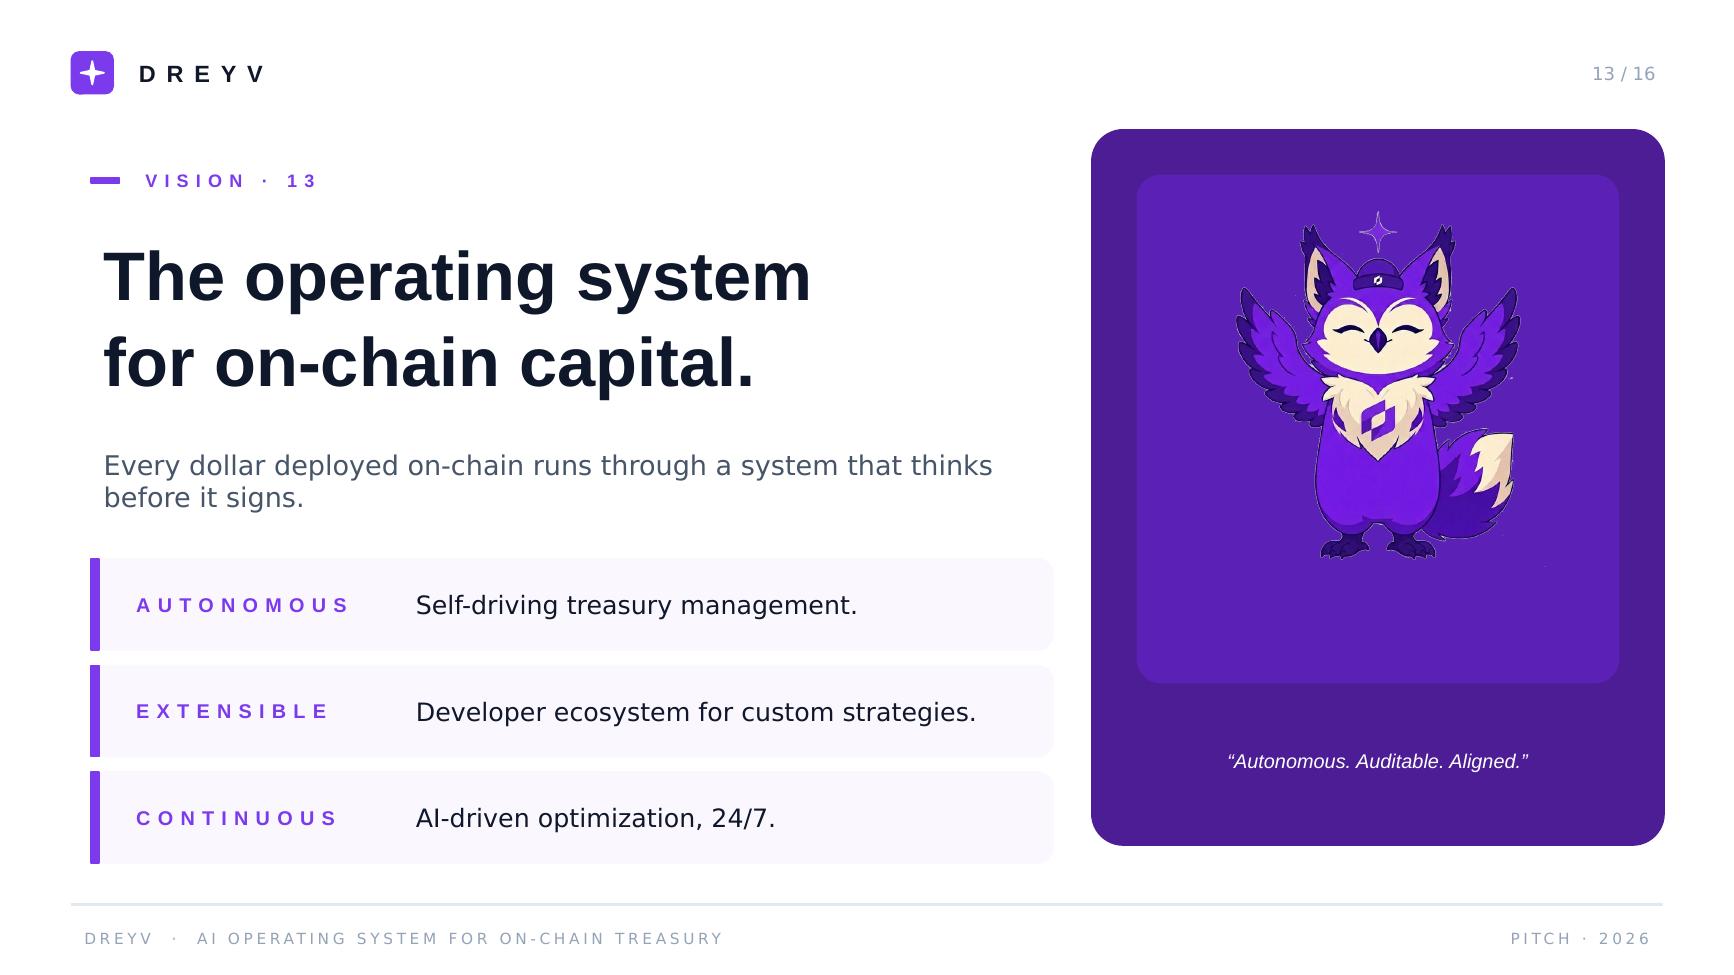 DREYV
13 / 16
VISION · 13
The operating system
for on-chain capital.
Every dollar deployed on-chain runs through a system that thinks
before it signs.
AUTONOMOUS Self-driving treasury management.
EXTENSIBLE Developer ecosystem for custom strategies.
CONTINUOUS AI-driven optimization, 24/7.
“Autonomous. Auditable. Aligned.”
DREYV · AI OPERATING SYSTEM FOR ON-CHAIN TREASURY
PITCH · 2026